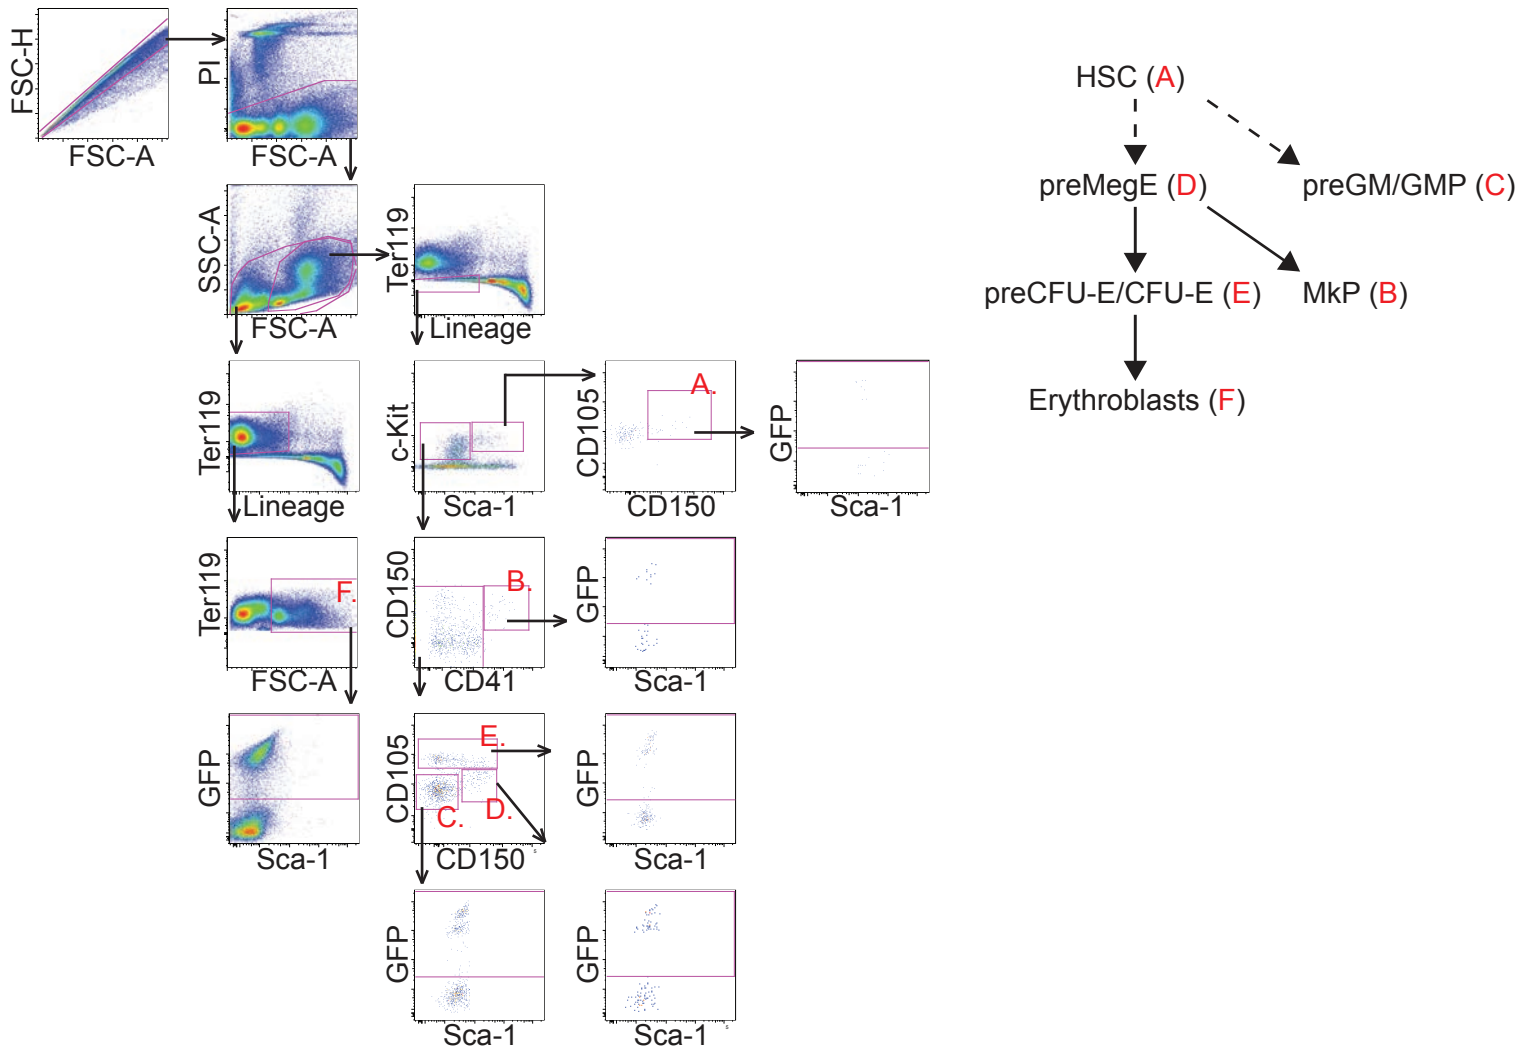 FSC-H
FSC-A
PI
FSC-A
HSC (A)
preMegE (D)
preGM/GMP (C)
preCFU-E/CFU-E (E)
MkP (B)
Erythroblasts (F)
SSC-A
FSC-A
Ter119
Lineage
Ter119
Lineage
c-Kit
Sca-1
CD105
A.
CD150
GFP
Sca-1
Ter119
F.
FSC-A
CD150
B.
CD41
GFP
Sca-1
GFP
Sca-1
CD105
E.
C.
D.
CD150
GFP
Sca-1
GFP
Sca-1
GFP
Sca-1